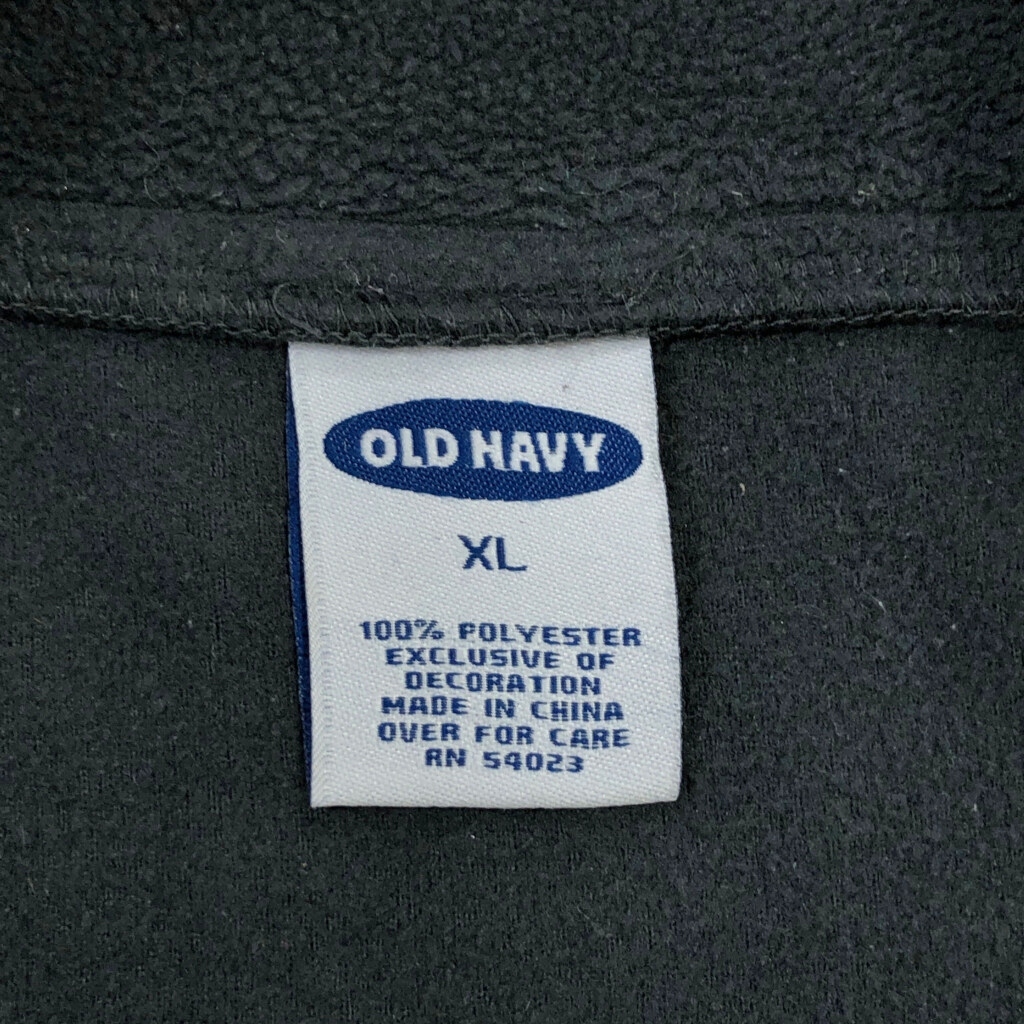 OLD NAVY
XL
100% POLYESTER
EXCLUSIVE OF
DECORATION
MADE IN CHINA
OVER FOR CARE
RN 54023